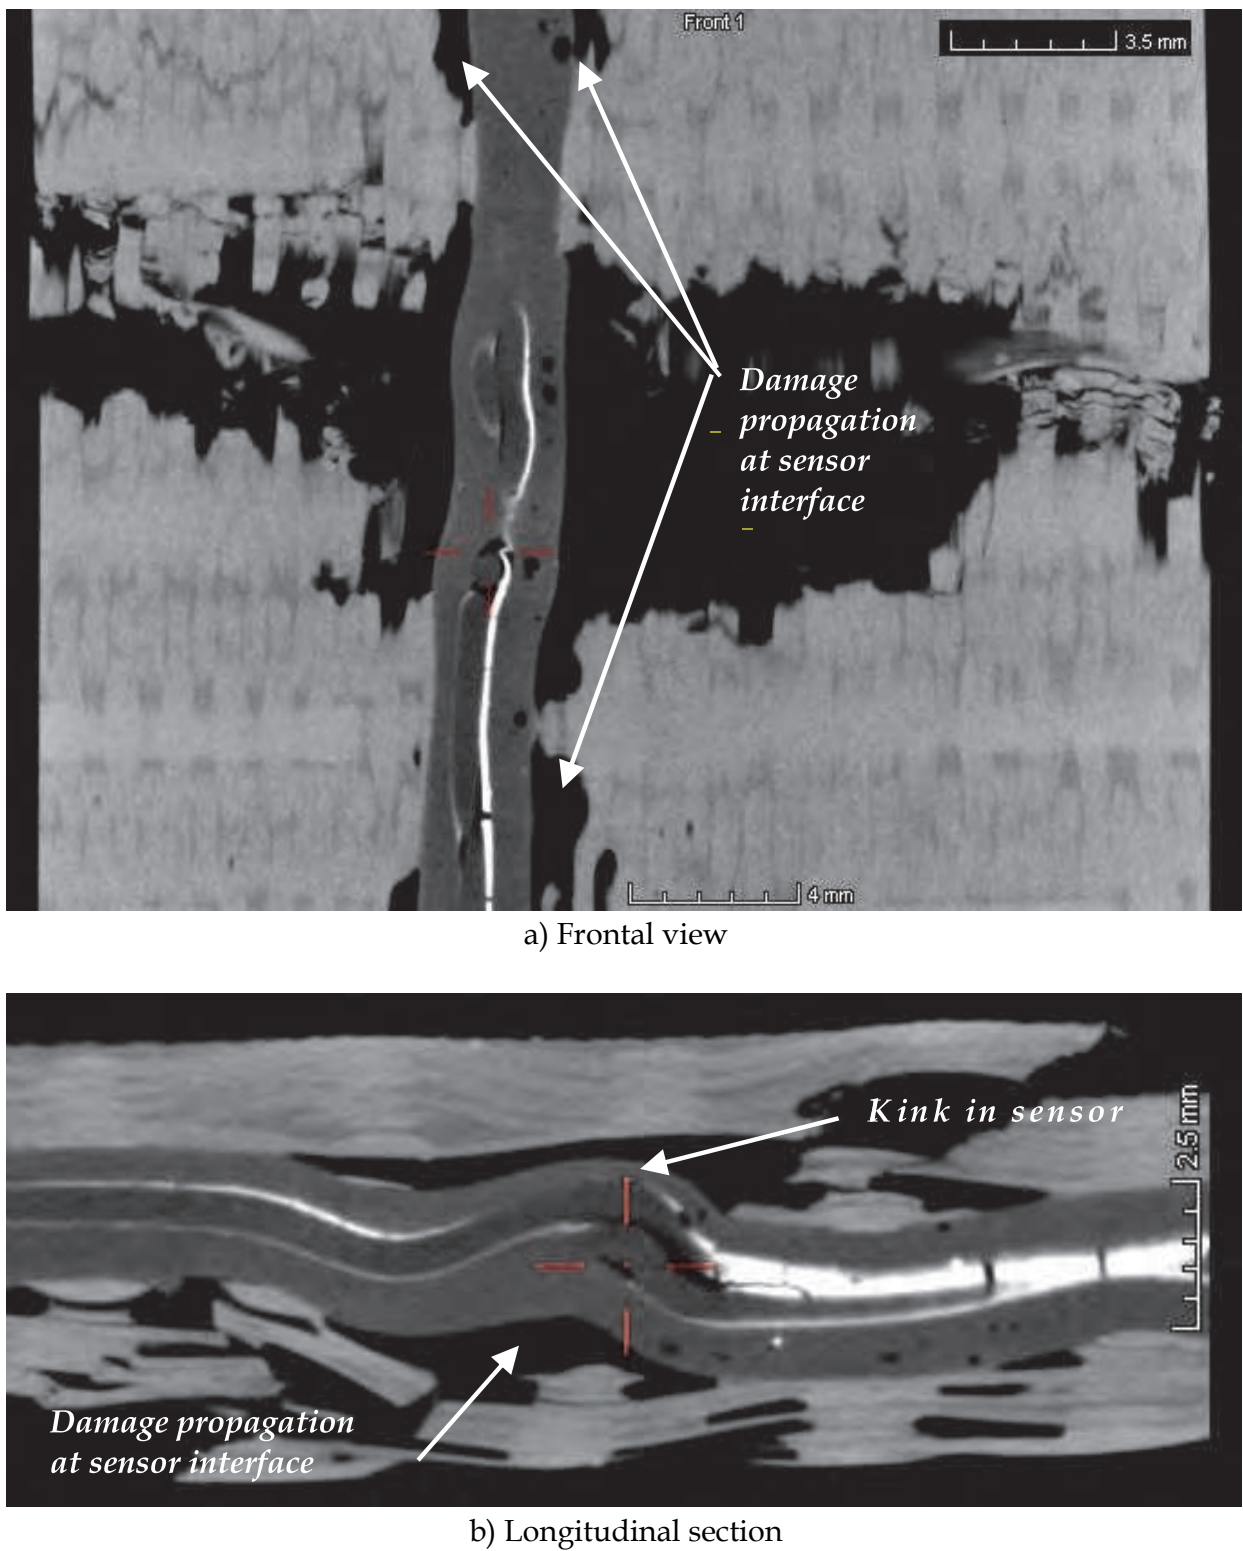 Front 1
3.5 mm
Damage
propagation
at sensor
interface
4 mm
a) Frontal view
Kink in sensor
2.5 mm
Damage propagation
at sensor interface
b) Longitudinal section